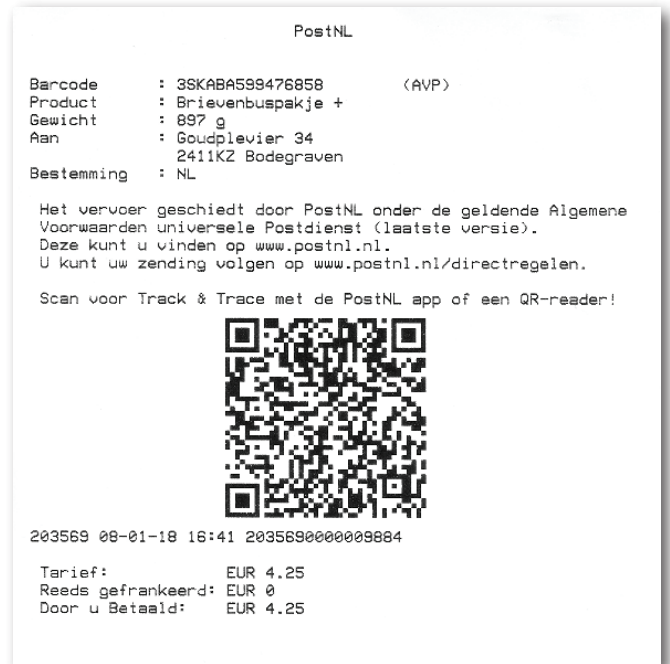 PostNL
Barcode : 3SKABA599476858 (AVP)
Product : Brievenbuspakje +
Gewicht : 897 g
Aan : Goudplevier 34
2411KZ Bodegraven
Bestemming : NL
Het vervoer geschiedt door PostNL onder de geldende Algemene
Voorwaarden universele Postdienst (laatste versie).
Deze kunt u vinden op www.postnl.nl.
U kunt uw zending volgen op www.postnl.nl/directregelen.
Scan voor Track & Trace met de PostNL app of een QR-reader!
203569 08-01-18 16:41 2035690000009884
Tarief: EUR 4.25
Reeds gefrankeerd: EUR 0
Door u Betaald: EUR 4.25